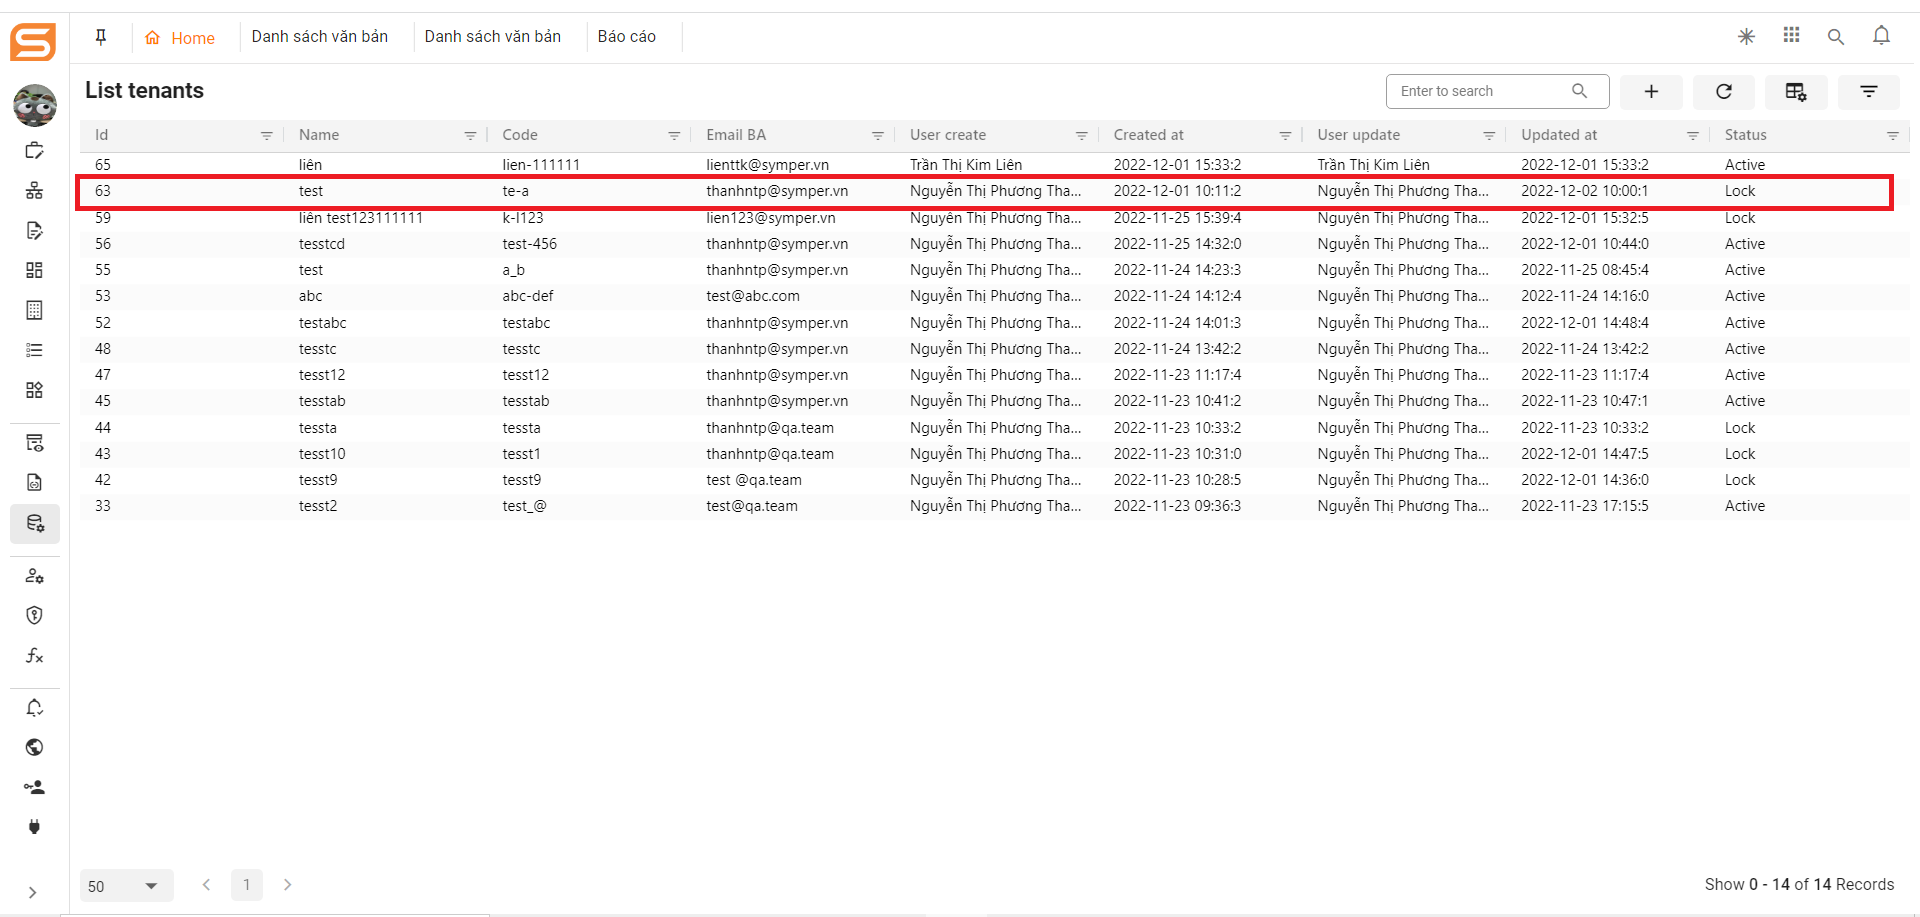 Home Danh sách văn bản Danh sách văn bản Báo cáo
List tenants
Enter to search
Id Name Code Email BA User create Created at User update Updated at Status
65 liên lien-111111 lienttk@symper.vn Trần Thị Kim Liên 2022-12-01 15:33:2 Trần Thị Kim Liên 2022-12-01 15:33:2 Active
63 test te-a thanhntp@symper.vn Nguyễn Thị Phương Tha... 2022-12-01 10:11:2 Nguyễn Thị Phương Tha... 2022-12-02 10:00:1 Lock
59 liên test123111111 k-l123 lien123@symper.vn Nguyễn Thị Phương Tha... 2022-11-25 15:39:4 Nguyễn Thị Phương Tha... 2022-12-01 15:32:5 Lock
56 tesstcd test-456 thanhntp@symper.vn Nguyễn Thị Phương Tha... 2022-11-25 14:32:0 Nguyễn Thị Phương Tha... 2022-12-01 10:44:0 Active
55 test a_b thanhntp@symper.vn Nguyễn Thị Phương Tha... 2022-11-24 14:23:3 Nguyễn Thị Phương Tha... 2022-11-25 08:45:4 Active
53 abc abc-def test@abc.com Nguyễn Thị Phương Tha... 2022-11-24 14:12:4 Nguyễn Thị Phương Tha... 2022-11-24 14:16:0 Active
52 testabc testabc thanhntp@symper.vn Nguyễn Thị Phương Tha... 2022-11-24 14:01:3 Nguyễn Thị Phương Tha... 2022-12-01 14:48:4 Active
48 tesstc tesstc thanhntp@symper.vn Nguyễn Thị Phương Tha... 2022-11-24 13:42:2 Nguyễn Thị Phương Tha... 2022-11-24 13:42:2 Active
47 tesst12 tesst12 thanhntp@symper.vn Nguyễn Thị Phương Tha... 2022-11-23 11:17:4 Nguyễn Thị Phương Tha... 2022-11-23 11:17:4 Active
45 tesstab tesstab thanhntp@symper.vn Nguyễn Thị Phương Tha... 2022-11-23 10:41:2 Nguyễn Thị Phương Tha... 2022-11-23 10:47:1 Active
44 tessta tessta thanhntp@qa.team Nguyễn Thị Phương Tha... 2022-11-23 10:33:2 Nguyễn Thị Phương Tha... 2022-11-23 10:33:2 Lock
43 tesst10 tesst1 thanhntp@qa.team Nguyễn Thị Phương Tha... 2022-11-23 10:31:0 Nguyễn Thị Phương Tha... 2022-12-01 14:47:5 Lock
42 tesst9 tesst9 test @qa.team Nguyễn Thị Phương Tha... 2022-11-23 10:28:5 Nguyễn Thị Phương Tha... 2022-12-01 14:36:0 Lock
33 tesst2 test_@ test@qa.team Nguyễn Thị Phương Tha... 2022-11-23 09:36:3 Nguyễn Thị Phương Tha... 2022-11-23 17:15:5 Active
50 1 Show 0 - 14 of 14 Records